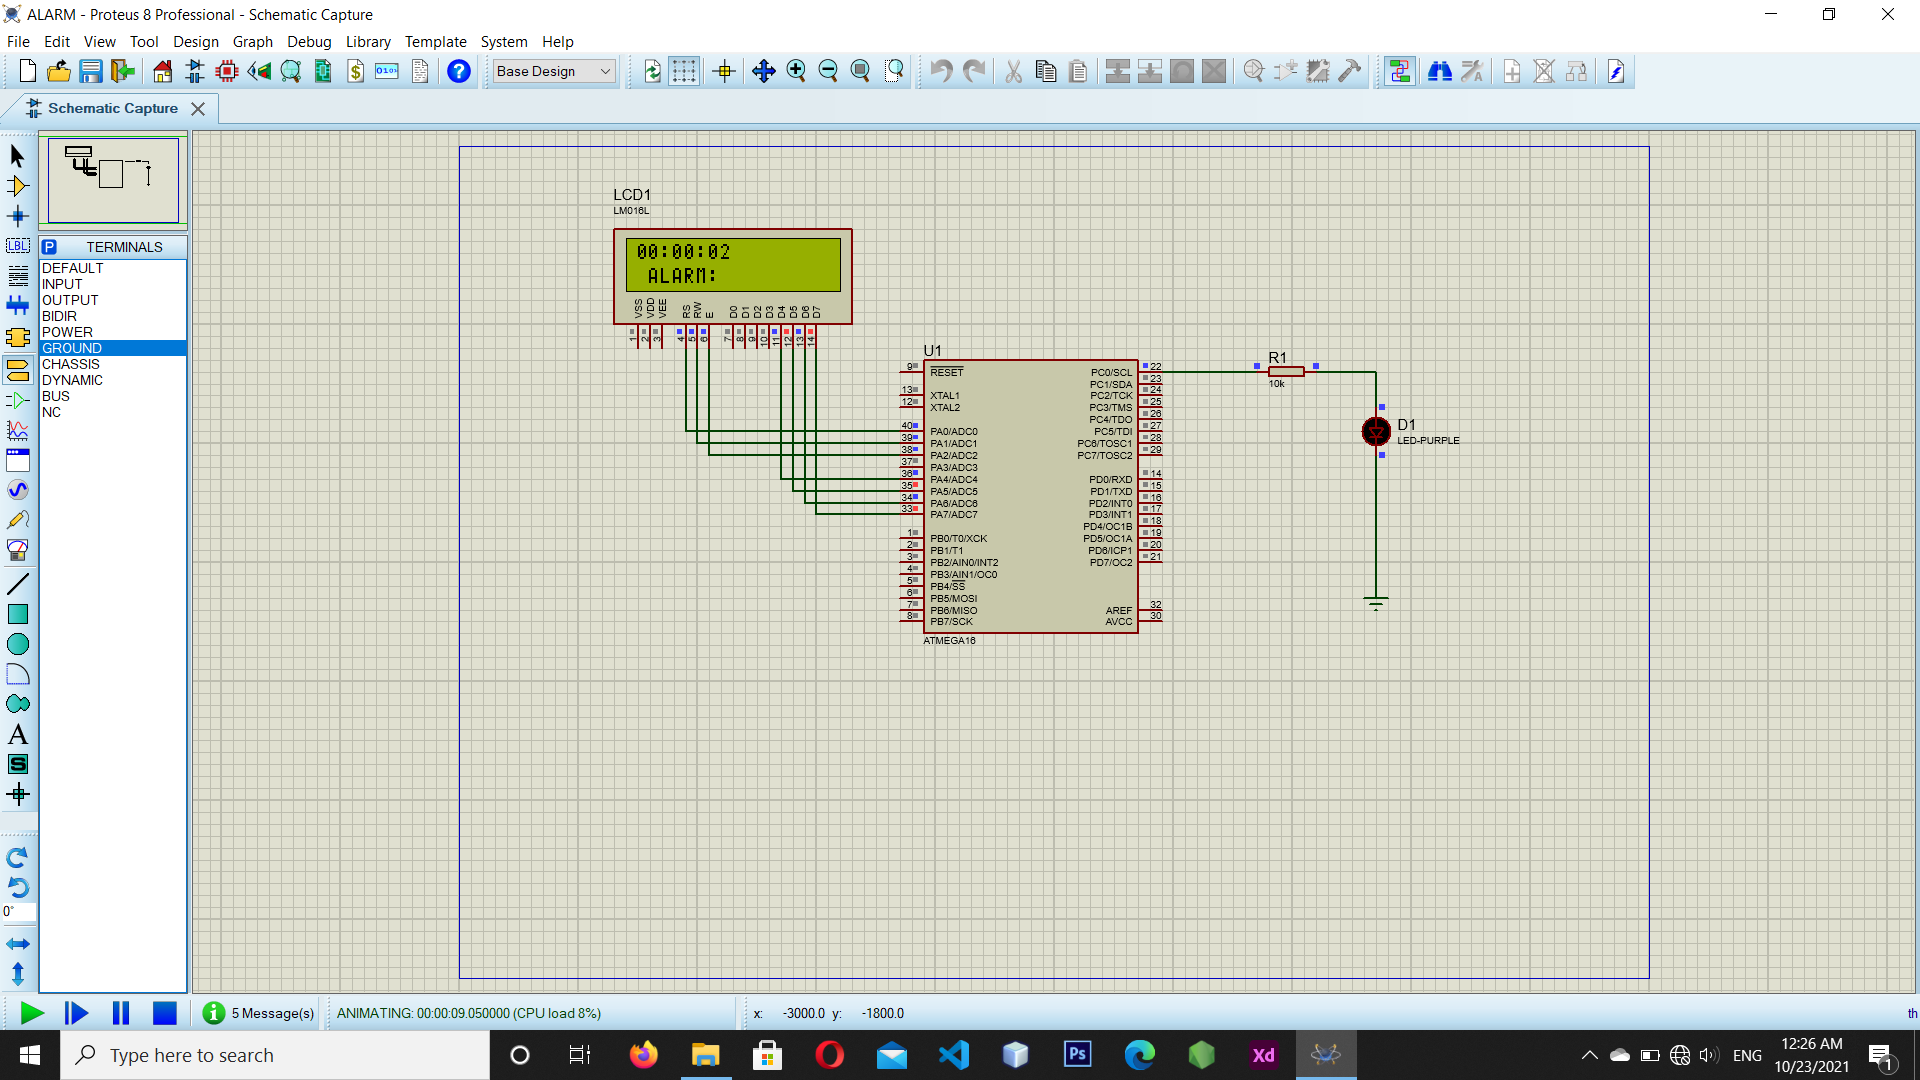 ALARM - Proteus 8 Professional - Schematic Capture
File Edit View Tool Design Graph Debug Library Template System Help
$ 0101 ? Base Design
Schematic Capture
LBL
P TERMINALS
DEFAULT
INPUT
OUTPUT
BIDIR
POWER
GROUND
CHASSIS
DYNAMIC
BUS
NC
A
S
0°
LCD1
LM016L
00:00:02
ALARM:
VSS VDD VEE RS RW E D0 D1 D2 D3 D4 D5 D6 D7
1 2 3 4 5 6 7 8 9 10 11 12 13 14
U1
9 RESET PC0/SCL 22
PC1/SDA 23
13 XTAL1 PC2/TCK 24
12 XTAL2 PC3/TMS 25
PC4/TDO 26
40 PA0/ADC0 PC5/TDI 27
39 PA1/ADC1 PC6/TOSC1 28
38 PA2/ADC2 PC7/TOSC2 29
37 PA3/ADC3
36 PA4/ADC4 PD0/RXD 14
35 PA5/ADC5 PD1/TXD 15
34 PA6/ADC6 PD2/INT0 16
33 PA7/ADC7 PD3/INT1 17
PD4/OC1B 18
1 PB0/T0/XCK PD5/OC1A 19
2 PB1/T1 PD6/ICP1 20
3 PB2/AIN0/INT2 PD7/OC2 21
4 PB3/AIN1/OC0
5 PB4/SS
6 PB5/MOSI
7 PB6/MISO AREF 32
8 PB7/SCK AVCC 30
ATMEGA16
R1
10k
D1
LED-PURPLE
5 Message(s) ANIMATING: 00:00:09.050000 (CPU load 8%) x: -3000.0 y: -1800.0 th
Type here to search
Ps
Xd
ENG
12:26 AM
10/23/2021
1